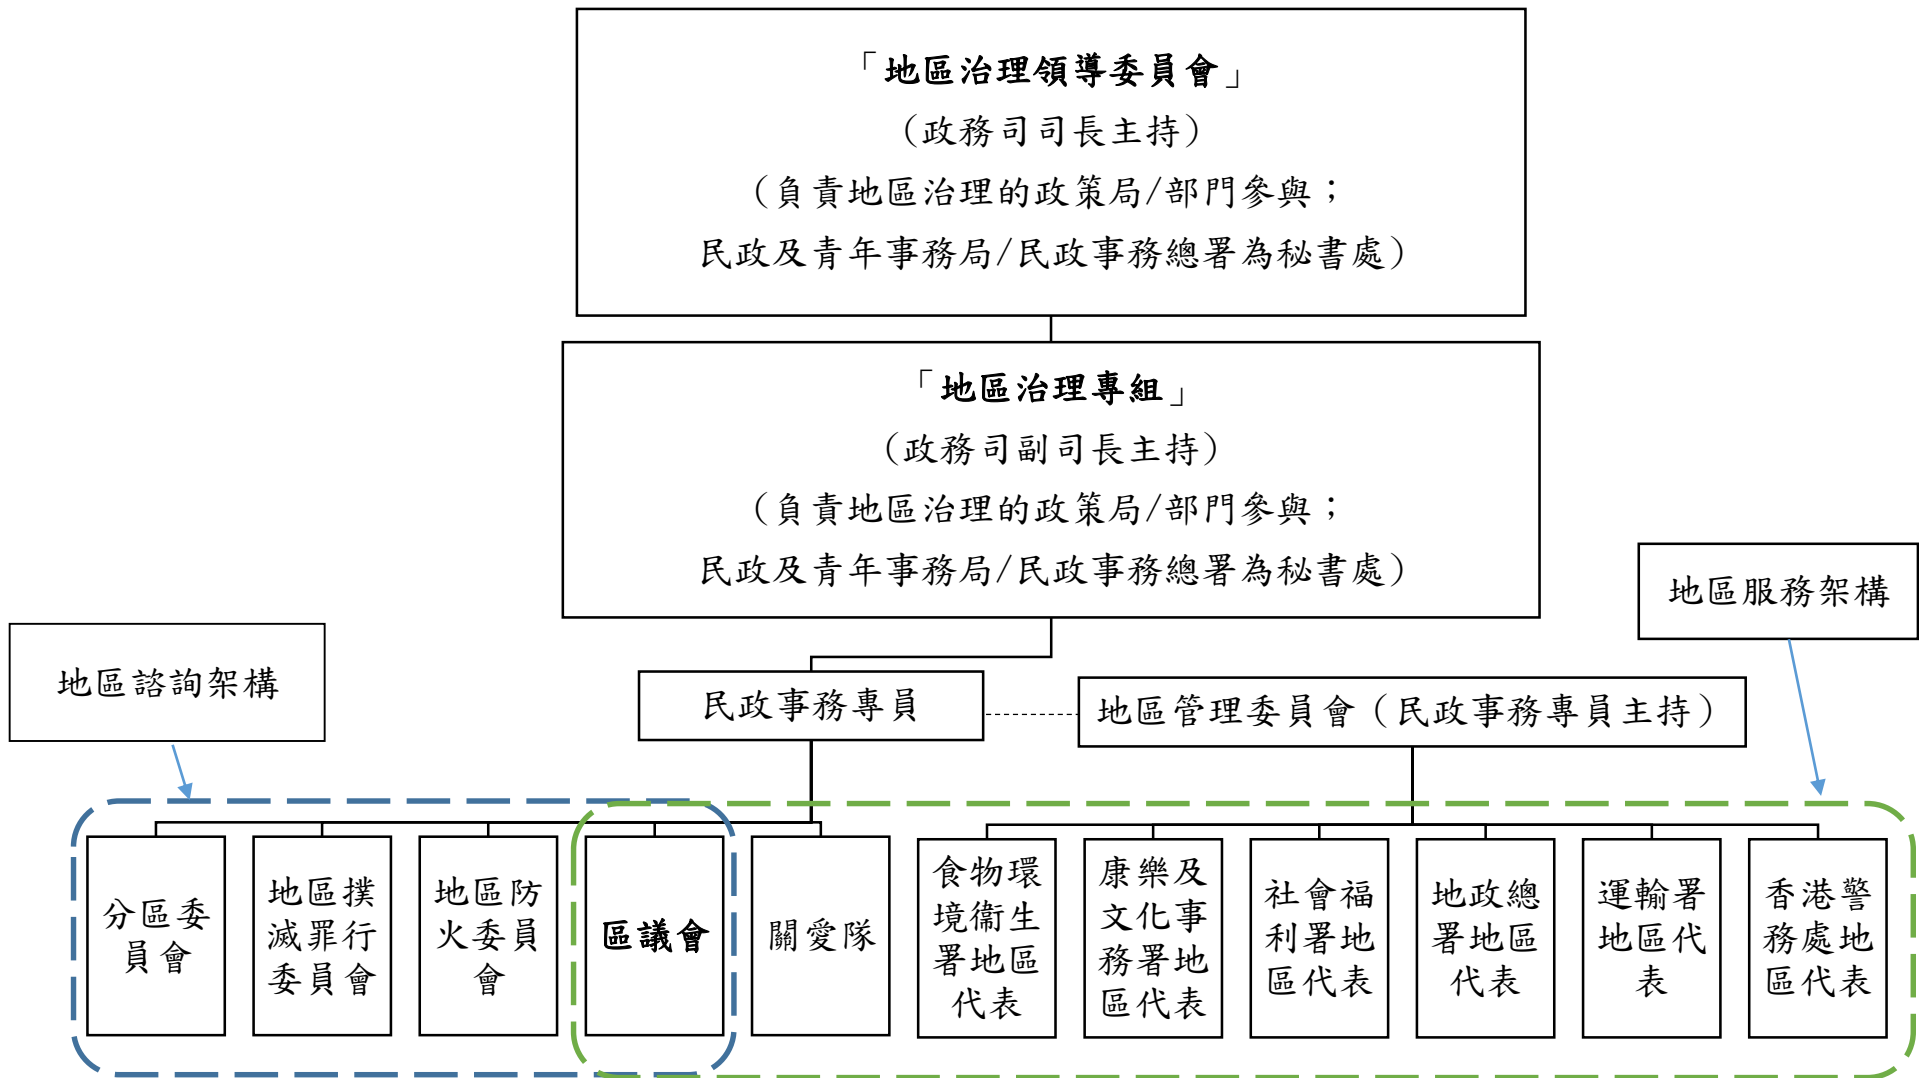 「地區治理領導委員會」
（政務司司長主持）
（負責地區治理的政策局/部門參與；
民政及青年事務局/民政事務總署為秘書處）
「地區治理專組」
（政務司副司長主持）
（負責地區治理的政策局/部門參與；
民政及青年事務局/民政事務總署為秘書處）
地區服務架構
地區諮詢架構
民政事務專員
地區管理委員會（民政事務專員主持）
分區委
員會
地區撲
滅罪行
委員會
地區防
火委員
會
區議會
關愛隊
食物環
境衞生
署地區
代表
康樂及
文化事
務署地
區代表
社會福
利署地
區代表
地政總
署地區
代表
運輸署
地區代
表
香港警
務處地
區代表